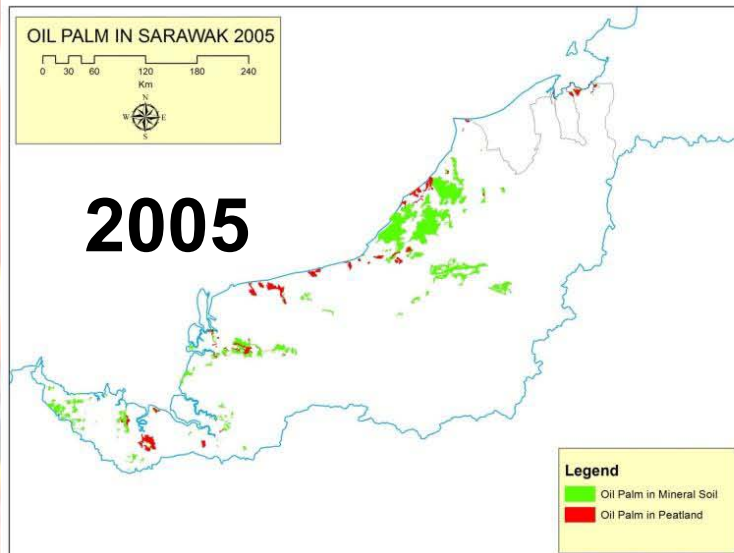 OIL PALM IN SARAWAK 2005
0 30 60 120 180 240
Km
N
W E
S
2005
Legend
Oil Palm in Mineral Soil
Oil Palm in Peatland